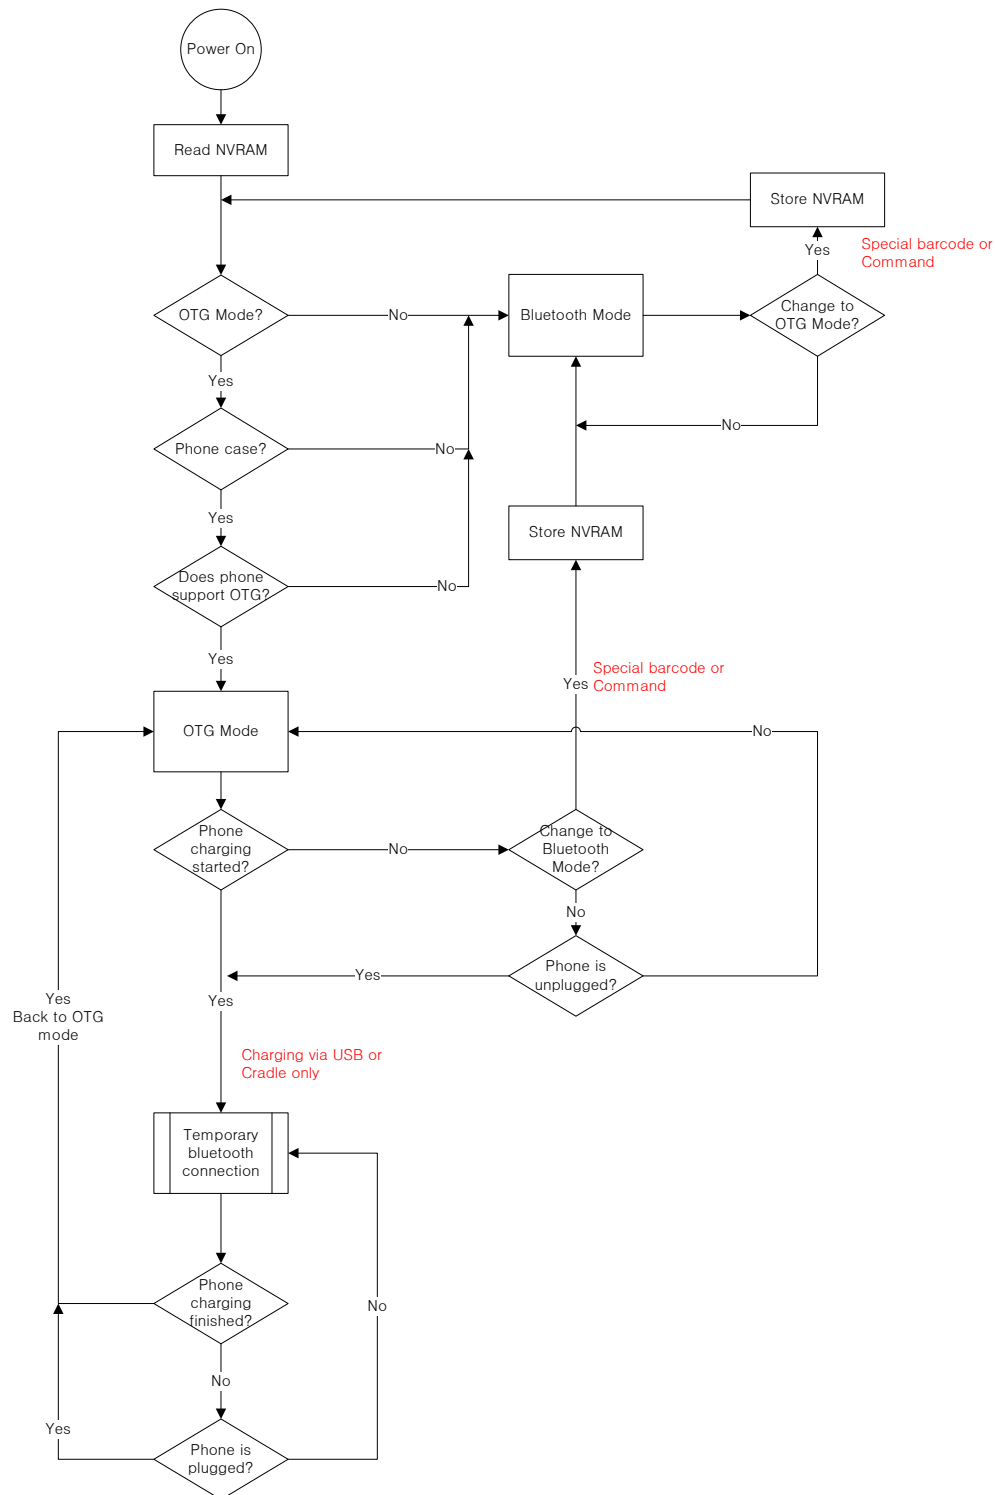 Power On
Read NVRAM
Store NVRAM
Yes
Special barcode or
Command
OTG Mode?
No
Bluetooth Mode
Change to
OTG Mode?
Yes
No
Phone case?
No
Yes
Store NVRAM
Does phone
support OTG?
No
Yes
Special barcode or
Command
Yes
OTG Mode
No
Phone
charging
started?
No
Change to
Bluetooth
Mode?
No
Phone is
unplugged?
Yes
Yes
Yes
Back to OTG
mode
Charging via USB or
Cradle only
Temporary
bluetooth
connection
Phone
charging
finished?
No
No
Yes
Phone is
plugged?